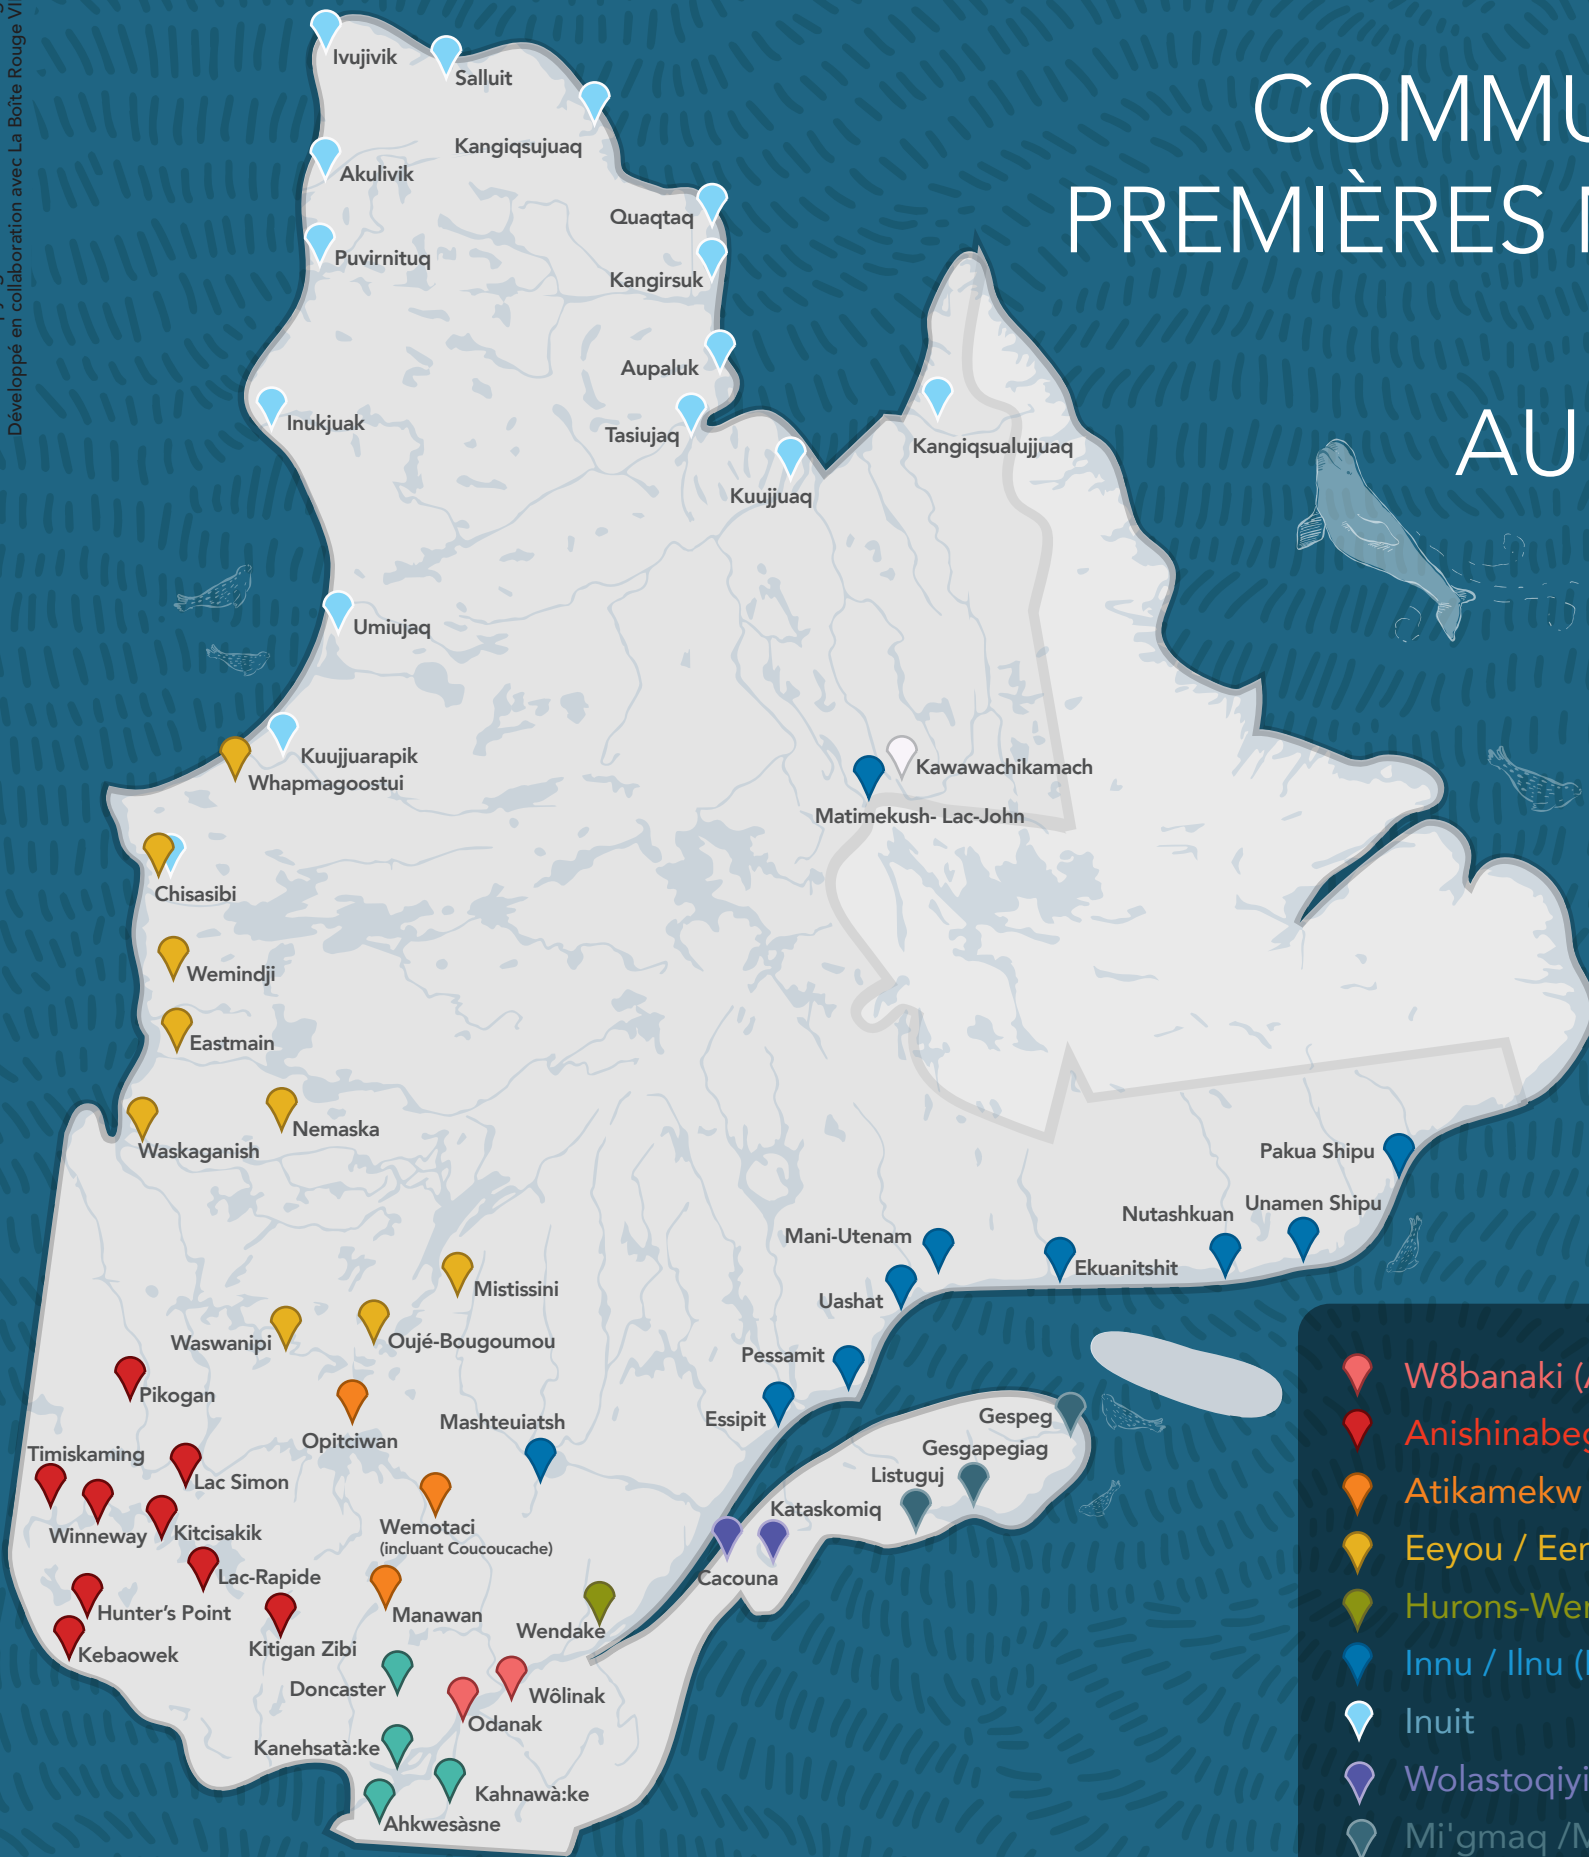 Développé en collaboration avec La Boîte Rouge VIF
COMMU
PREMIÈRES
AU
Ivujivik
Salluit
Kangiqsujuaq
Akulivik
Quaqtaq
Puvirnituq
Kangirsuk
Aupaluk
Inukjuak
Tasiujaq
Kangiqsualujjuaq
Kuujjuaq
Umiujaq
Kuujjuarapik
Whapmagoostui
Kawawachikamach
Matimekush- Lac-John
Chisasibi
Wemindji
Eastmain
Nemaska
Waskaganish
Pakua Shipu
Unamen Shipu
Nutashkuan
Mani-Utenam
Ekuanitshit
Uashat
Mistissini
Waswanipi
Oujé-Bougoumou
Pessamit
Pikogan
Essipit
Gespeg
Mashteuiatsh
Opitciwan
Gesgapegiag
Timiskaming
Listuguj
Lac Simon
Kataskomiq
Winneway
Kitcisakik
Wemotaci
(incluant Coucoucache)
Lac-Rapide
Cacouna
Hunter's Point
Manawan
Wendake
Kebaowek
Kitigan Zibi
Doncaster
Wôlinak
Odanak
Kanehsatà:ke
Kahnawà:ke
Ahkwesàsne
W8banaki (
Anishinabeg
Atikamekw
Eeyou / Eer
Hurons-Wen
Innu / Ilnu (
Inuit
Wolastoqiyi
Mi'gmaq /M